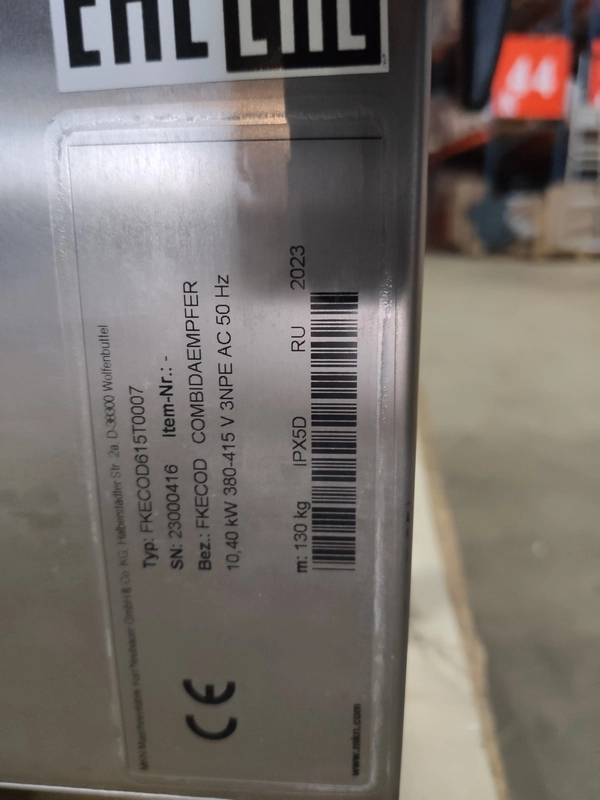 EAC EAC
MKN Maschinenfabrik Kurt Neubauer GmbH & Co. KG, Halberstädter Str. 2a, D-38300 Wolfenbüttel
Typ: FKECOD615T0007
SN: 23000416 Item-Nr.: -
Bez.: FKECOD COMBIDAEMPFER
10,40 kW 380-415 V 3NPE AC 50 Hz
m: 130 kg IPX5D RU 2023
CE
www.mkn.com
44